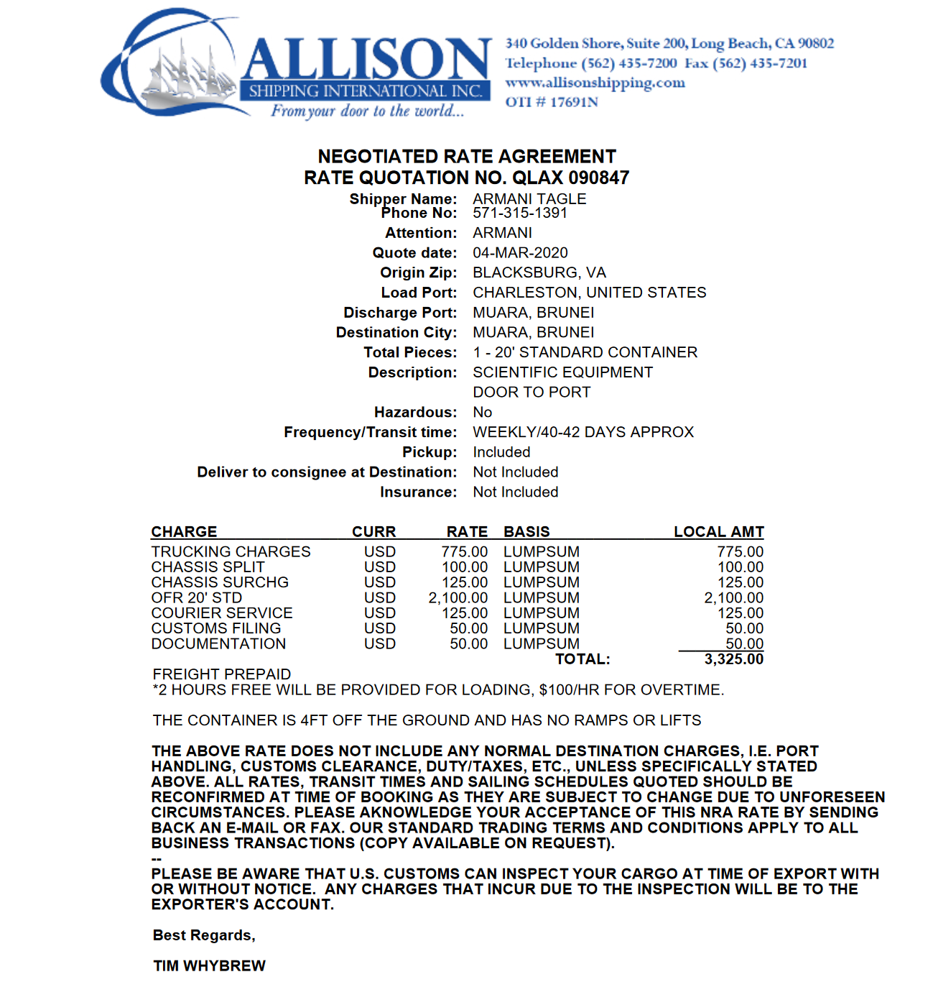 ALLISON
SHIPPING INTERNATIONAL INC.
From your door to the world...
340 Golden Shore, Suite 200, Long Beach, CA 90802
Telephone (562) 435-7200 Fax (562) 435-7201
www.allisonshipping.com
OTI # 17691N
NEGOTIATED RATE AGREEMENT
RATE QUOTATION NO. QLAX 090847
Shipper Name: ARMANI TAGLE
Phone No: 571-315-1391
Attention: ARMANI
Quote date: 04-MAR-2020
Origin Zip: BLACKSBURG, VA
Load Port: CHARLESTON, UNITED STATES
Discharge Port: MUARA, BRUNEI
Destination City: MUARA, BRUNEI
Total Pieces: 1 - 20' STANDARD CONTAINER
Description: SCIENTIFIC EQUIPMENT
DOOR TO PORT
Hazardous: No
Frequency/Transit time: WEEKLY/40-42 DAYS APPROX
Pickup: Included
Deliver to consignee at Destination: Not Included
Insurance: Not Included
CHARGE CURR RATE BASIS LOCAL AMT
TRUCKING CHARGES USD 775.00 LUMPSUM 775.00
CHASSIS SPLIT USD 100.00 LUMPSUM 100.00
CHASSIS SURCHG USD 125.00 LUMPSUM 125.00
OFR 20' STD USD 2,100.00 LUMPSUM 2,100.00
COURIER SERVICE USD 125.00 LUMPSUM 125.00
CUSTOMS FILING USD 50.00 LUMPSUM 50.00
DOCUMENTATION USD 50.00 LUMPSUM 50.00
TOTAL: 3,325.00
FREIGHT PREPAID
*2 HOURS FREE WILL BE PROVIDED FOR LOADING, $100/HR FOR OVERTIME.
THE CONTAINER IS 4FT OFF THE GROUND AND HAS NO RAMPS OR LIFTS
THE ABOVE RATE DOES NOT INCLUDE ANY NORMAL DESTINATION CHARGES, I.E. PORT
HANDLING, CUSTOMS CLEARANCE, DUTY/TAXES, ETC., UNLESS SPECIFICALLY STATED
ABOVE. ALL RATES, TRANSIT TIMES AND SAILING SCHEDULES QUOTED SHOULD BE
RECONFIRMED AT TIME OF BOOKING AS THEY ARE SUBJECT TO CHANGE DUE TO UNFORESEEN
CIRCUMSTANCES. PLEASE AKNOWLEDGE YOUR ACCEPTANCE OF THIS NRA RATE BY SENDING
BACK AN E-MAIL OR FAX. OUR STANDARD TRADING TERMS AND CONDITIONS APPLY TO ALL
BUSINESS TRANSACTIONS (COPY AVAILABLE ON REQUEST).
--
PLEASE BE AWARE THAT U.S. CUSTOMS CAN INSPECT YOUR CARGO AT TIME OF EXPORT WITH
OR WITHOUT NOTICE. ANY CHARGES THAT INCUR DUE TO THE INSPECTION WILL BE TO THE
EXPORTER'S ACCOUNT.
Best Regards,
TIM WHYBREW